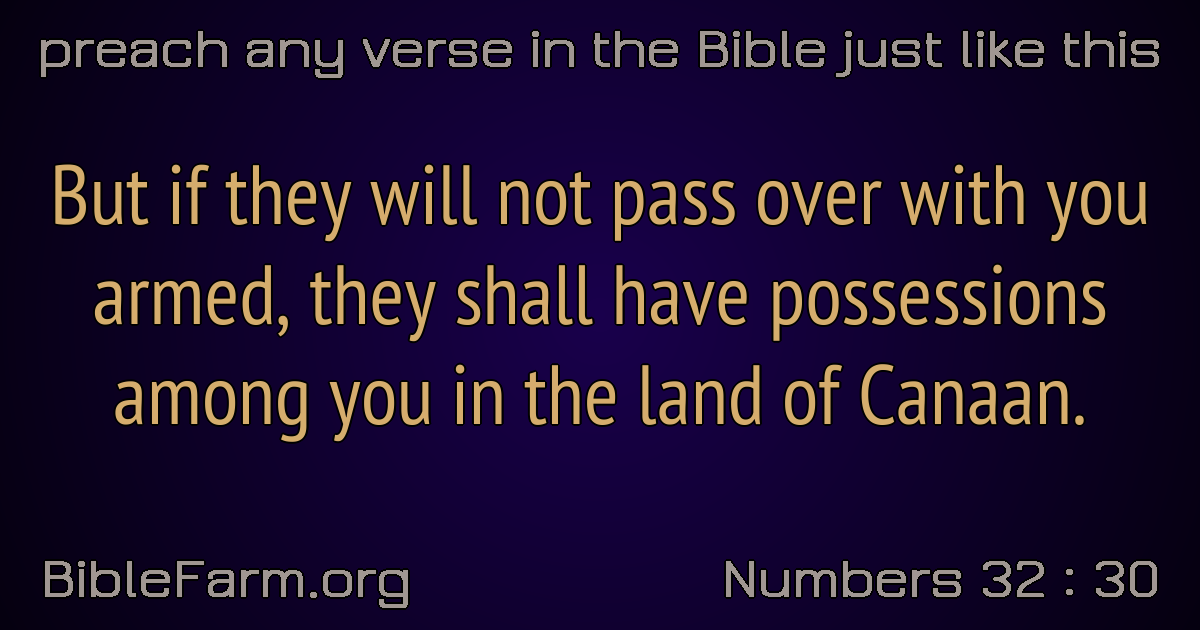 preach any verse in the Bible just like this
But if they will not pass over with you
armed, they shall have possessions
among you in the land of Canaan.
BibleFarm.org
Numbers 32 : 30